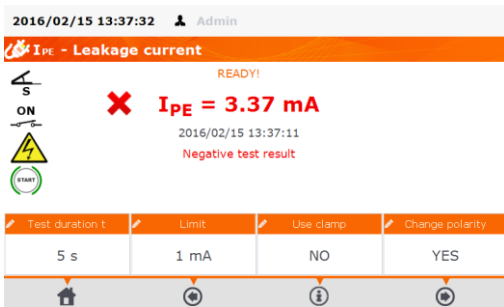 2016/02/15 13:37:32 Admin
IPE - Leakage current
READY!
S
ON
IPE = 3.37 mA
2016/02/15 13:37:11
Negative test result
START
Test duration t Limit Use clamp Change polarity
5 s 1 mA NO YES